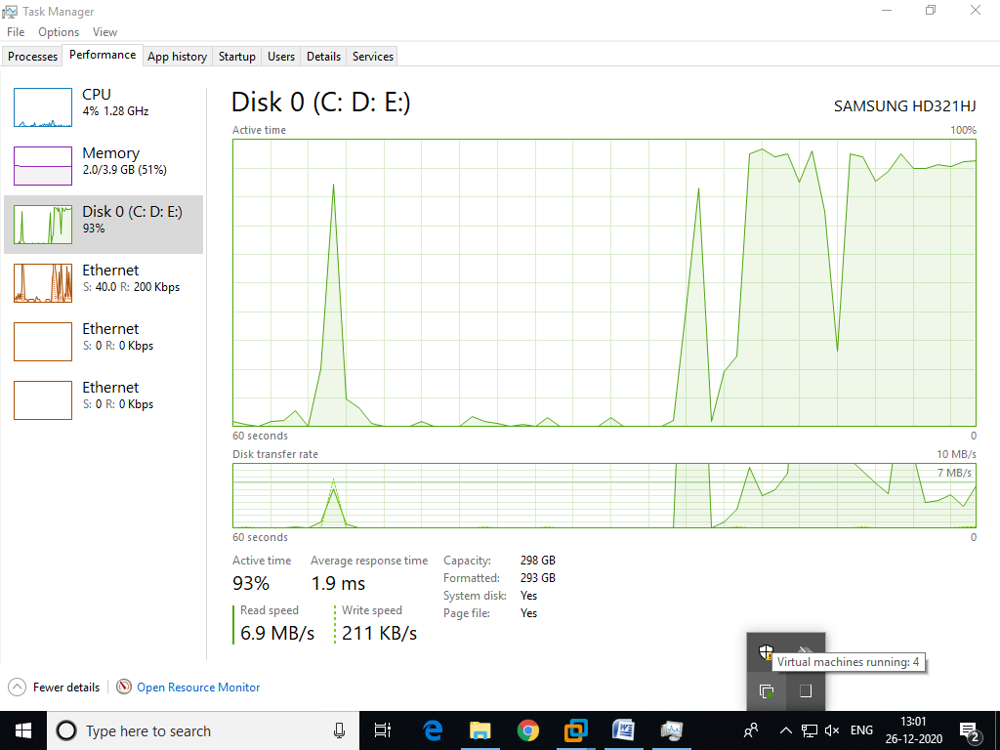 Task Manager
File Options View
Processes Performance App history Startup Users Details Services
CPU
4% 1.28 GHz
Memory
2.0/3.9 GB (51%)
Disk 0 (C: D: E:)
93%
Ethernet
S: 40.0 R: 200 Kbps
Ethernet
S: 0 R: 0 Kbps
Ethernet
S: 0 R: 0 Kbps
Disk 0 (C: D: E:) SAMSUNG HD321HJ
Active time 100%
60 seconds 0
Disk transfer rate 10 MB/s
7 MB/s
60 seconds 0
Active time Average response time
93% 1.9 ms
Read speed Write speed
6.9 MB/s 211 KB/s
Capacity: 298 GB
Formatted: 293 GB
System disk: Yes
Page file: Yes
Virtual machines running: 4
Fewer details Open Resource Monitor
Type here to search ENG 13:01
26-12-2020
2